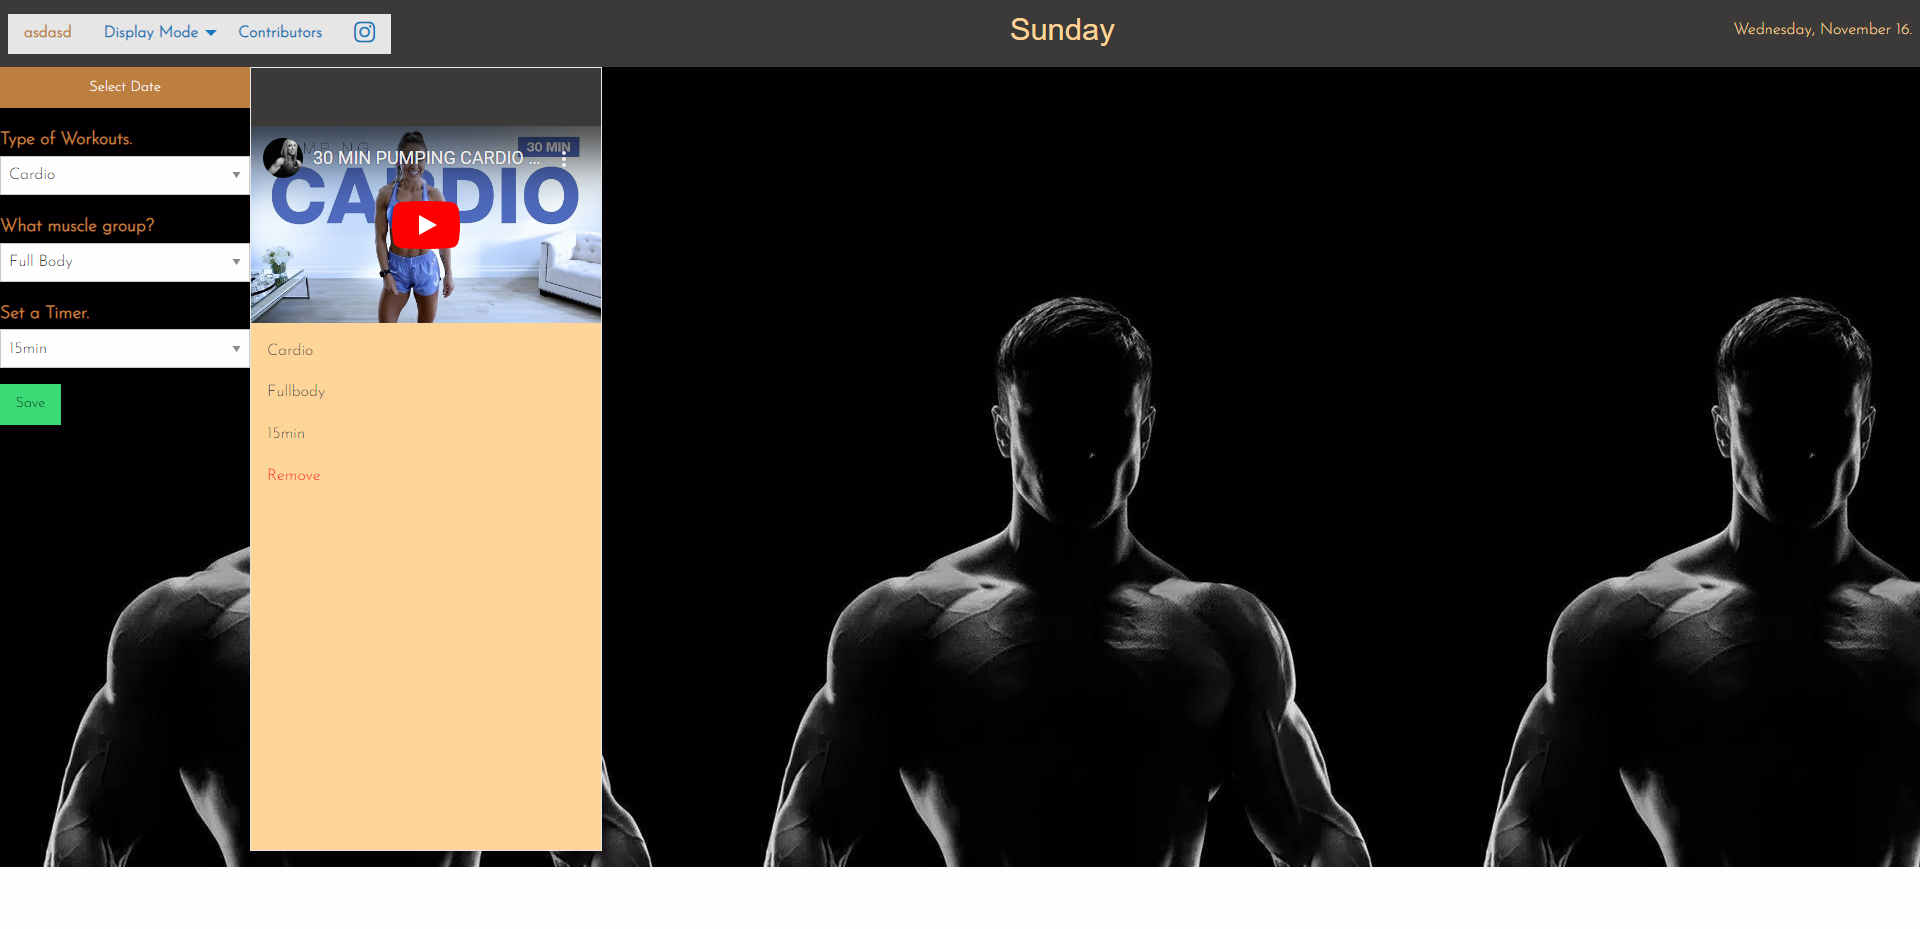 asdasd
Display Mode
Contributors
Sunday
Wednesday, November 16.
Select Date
Type of Workouts.
Cardio
What muscle group?
Full Body
Set a Timer.
15min
Save
30 MIN
30 MIN PUMPING CARDIO ...
CARDIO
Cardio
Fullbody
15min
Remove